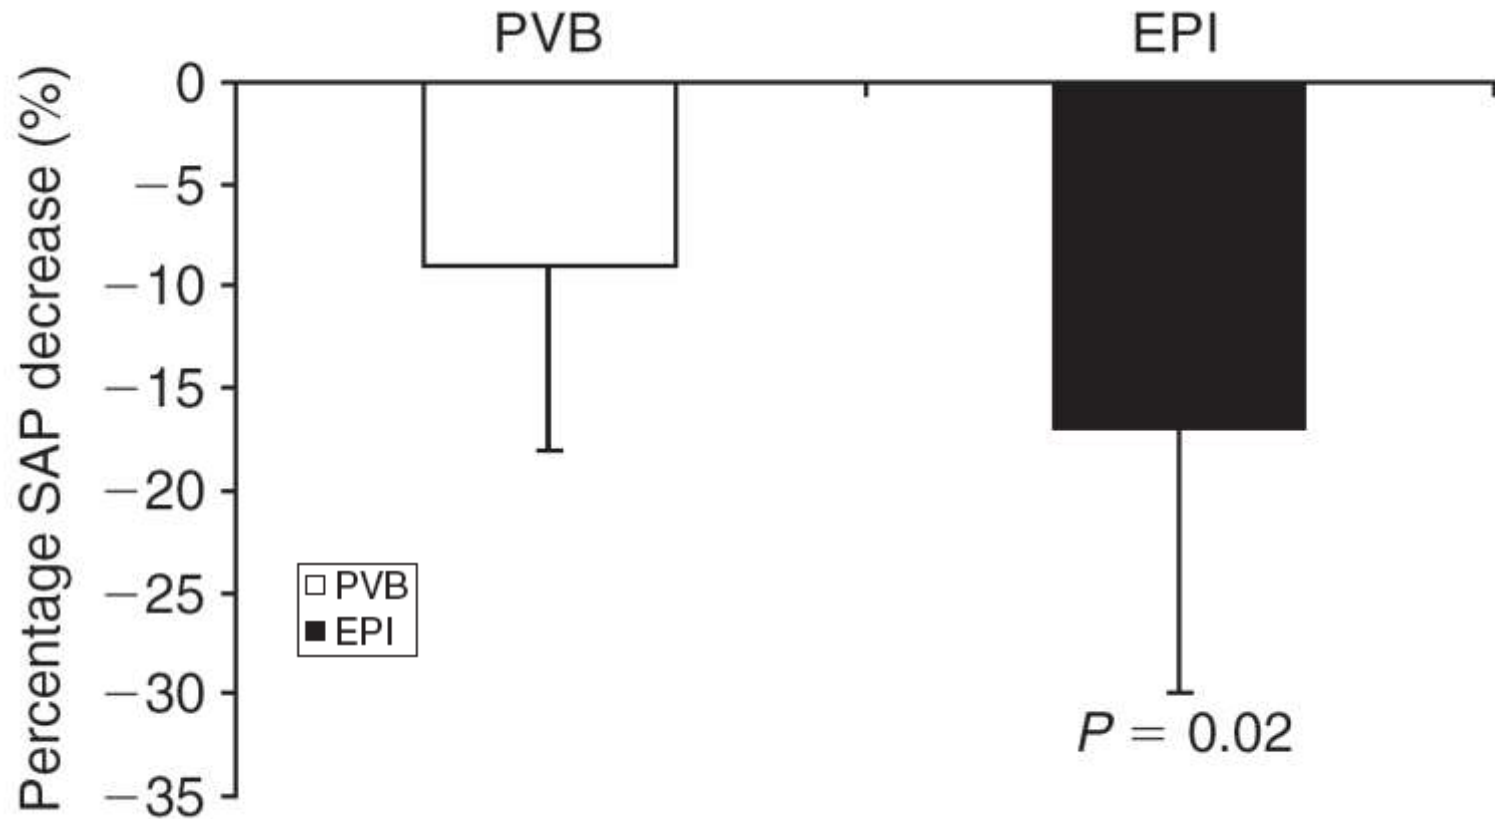 PVB
EPI
Percentage SAP decrease (%)
0
−5
−10
−15
−20
−25
−30
−35
PVB
EPI
P = 0.02